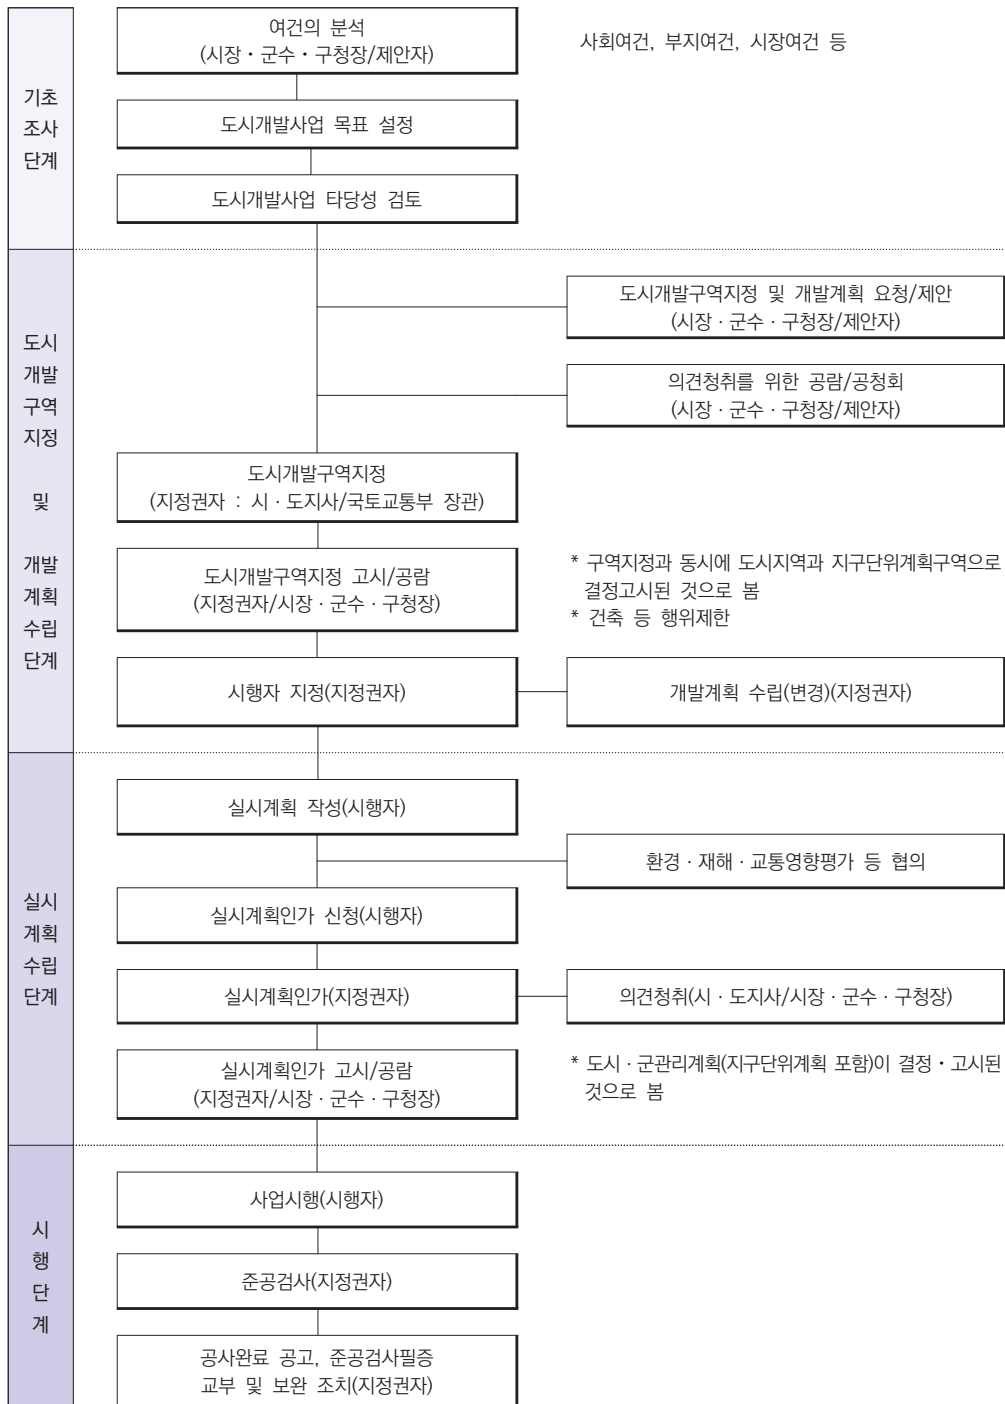 기초
조사
단계
여건의 분석
(시장・군수・구청장/제안자)
사회여건, 부지여건, 시장여건 등
도시개발사업 목표 설정
도시개발사업 타당성 검토
도시
개발
구역
지정
및
개발
계획
수립
단계
도시개발구역지정 및 개발계획 요청/제안
(시장·군수·구청장/제안자)
의견청취를 위한 공람/공청회
(시장·군수·구청장/제안자)
도시개발구역지정
(지정권자 : 시·도지사/국토교통부 장관)
도시개발구역지정 고시/공람
(지정권자/시장·군수·구청장)
* 구역지정과 동시에 도시지역과 지구단위계획구역으로
결정고시된 것으로 봄
* 건축 등 행위제한
시행자 지정(지정권자)
개발계획 수립(변경)(지정권자)
실시
계획
수립
단계
실시계획 작성(시행자)
환경·재해·교통영향평가 등 협의
실시계획인가 신청(시행자)
실시계획인가(지정권자)
의견청취(시·도지사/시장·군수·구청장)
실시계획인가 고시/공람
(지정권자/시장·군수·구청장)
* 도시·군관리계획(지구단위계획 포함)이 결정・고시된
것으로 봄
시
행
단
계
사업시행(시행자)
준공검사(지정권자)
공사완료 공고, 준공검사필증
교부 및 보완 조치(지정권자)